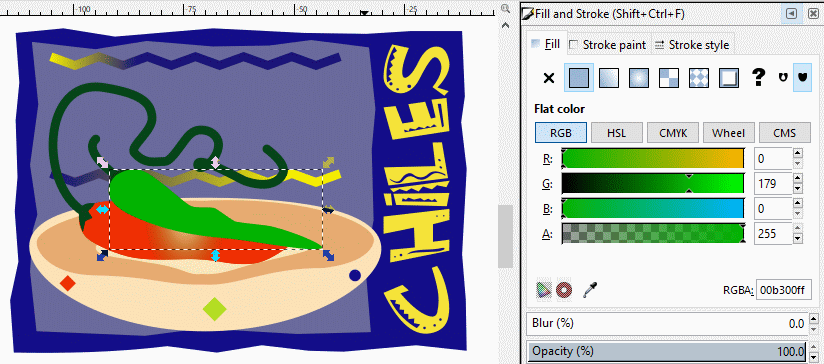 -100
-75
-50
-25
CHILES
Fill and Stroke (Shift+Ctrl+F)
Fill
Stroke paint
Stroke style
?
Flat color
RGB
HSL
CMYK
Wheel
CMS
R:
0
G:
179
B:
0
A:
255
RGBA:
00b300ff
Blur (%)
0.0
Opacity (%)
100.0